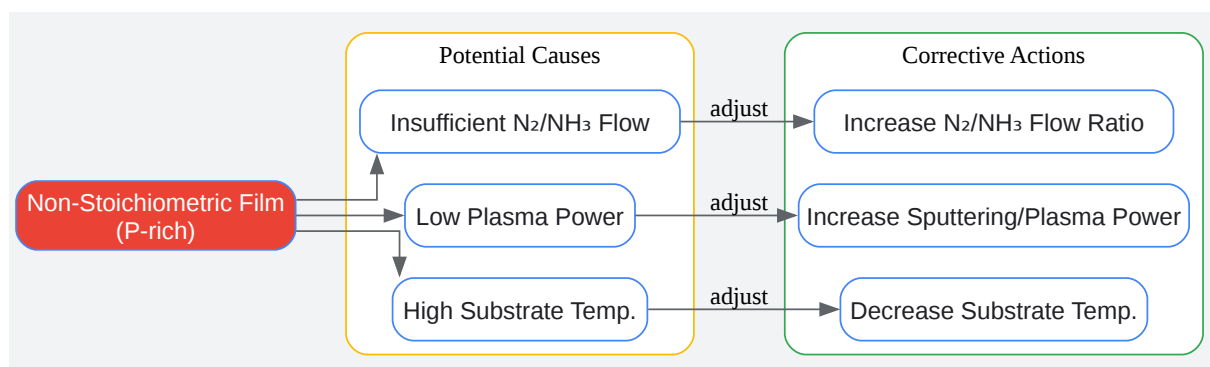 Potential Causes
Corrective Actions
Insufficient N₂/NH₃ Flow
adjust
Increase N₂/NH₃ Flow Ratio
Non-Stoichiometric Film
(P-rich)
Low Plasma Power
adjust
Increase Sputtering/Plasma Power
High Substrate Temp.
adjust
Decrease Substrate Temp.